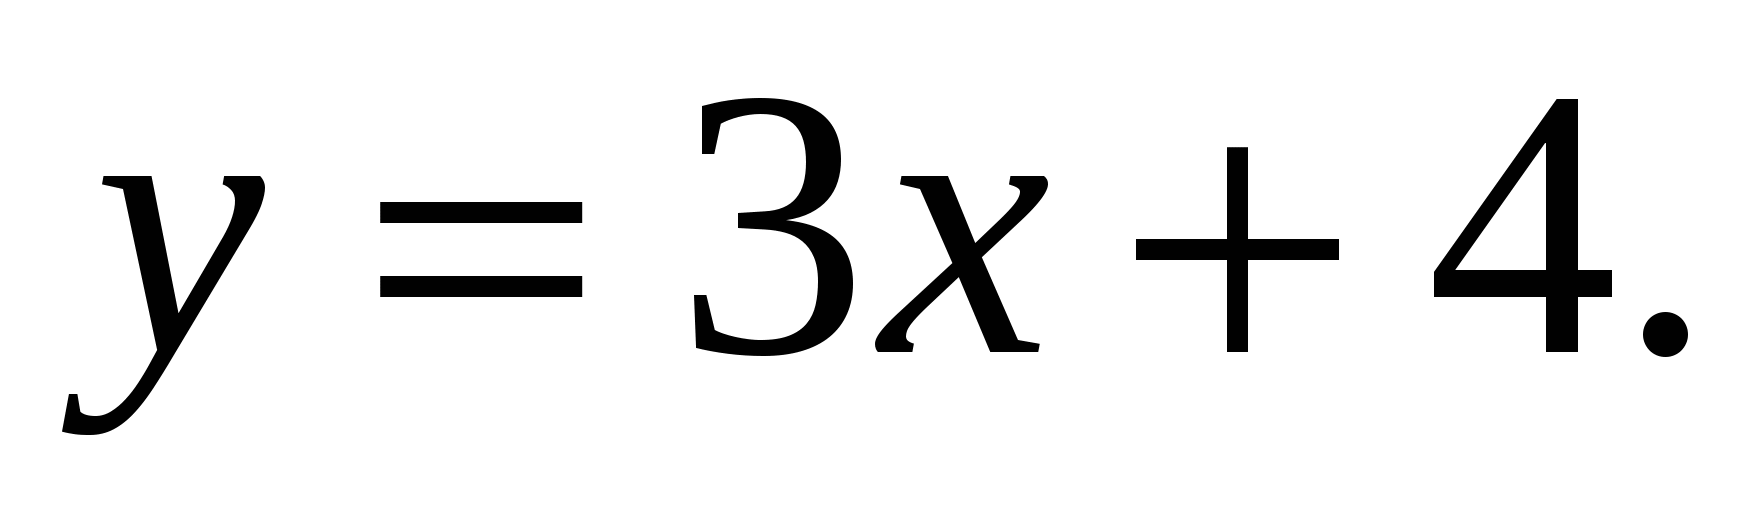 y = 3x + 4.